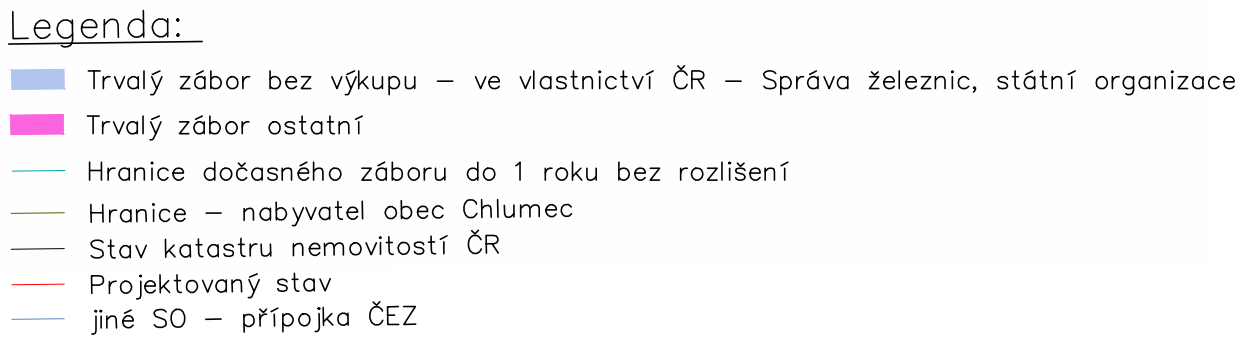 Legenda:
Trvalý zábor bez výkupu – ve vlastnictví ČR – Správa železnic, státní organizace
Trvalý zábor ostatní
Hranice dočasného záboru do 1 roku bez rozlišení
Hranice – nabyvatel obec Chlumec
Stav katastru nemovitostí ČR
Projektovaný stav
jiné SO – přípojka ČEZ